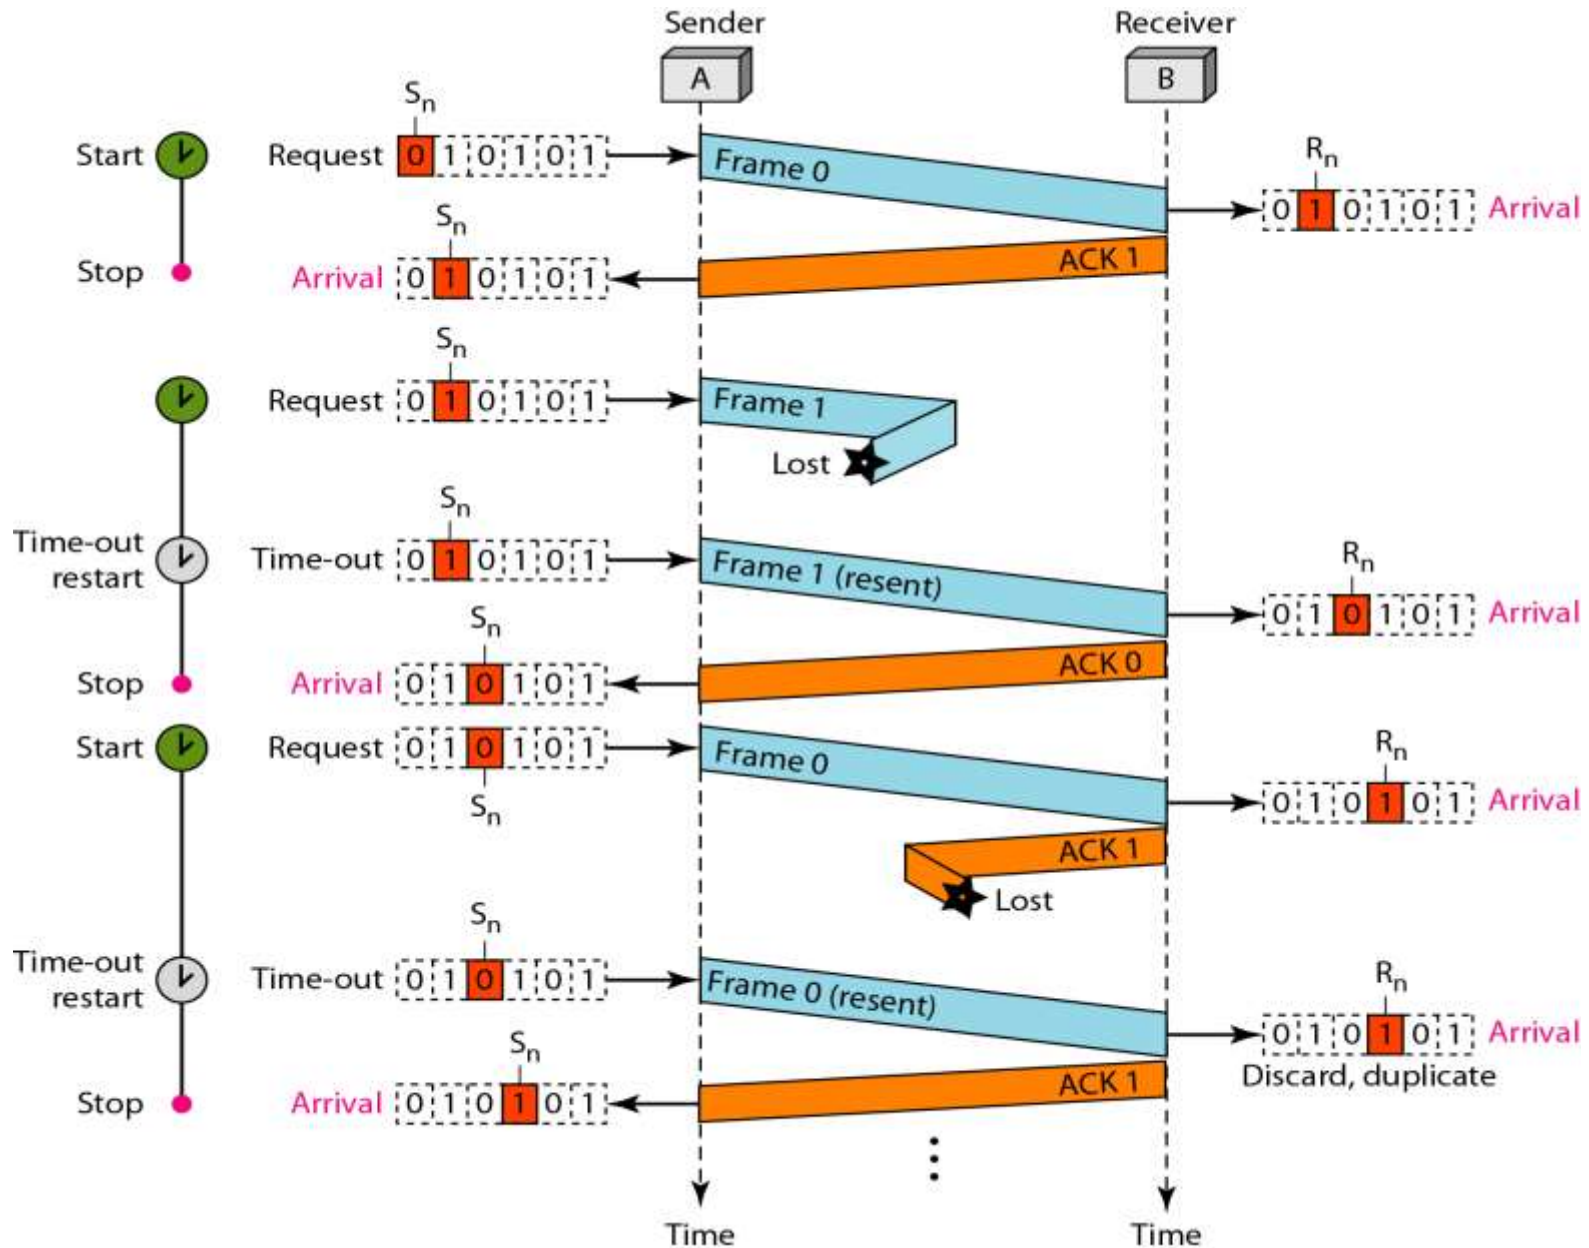 Sender Receiver
A B
Sn
Start Request 0 1 0 1 0 1 Frame 0
Rn
0 1 0 1 0 1 Arrival
Sn
Stop Arrival 0 1 0 1 0 1 ACK 1
Sn
Request 0 1 0 1 0 1 Frame 1
Lost
Sn
Time-out
restart
Time-out 0 1 0 1 0 1 Frame 1 (resent)
Rn
0 1 0 1 0 1 Arrival
Sn
Stop Arrival 0 1 0 1 0 1 ACK 0
Start Request 0 1 0 1 0 1 Frame 0
Sn
Rn
0 1 0 1 0 1 Arrival
ACK 1
Lost
Sn
Time-out
restart
Time-out 0 1 0 1 0 1 Frame 0 (resent)
Rn
0 1 0 1 0 1 Arrival
Discard, duplicate
Sn
Stop Arrival 0 1 0 1 0 1 ACK 1
Time Time